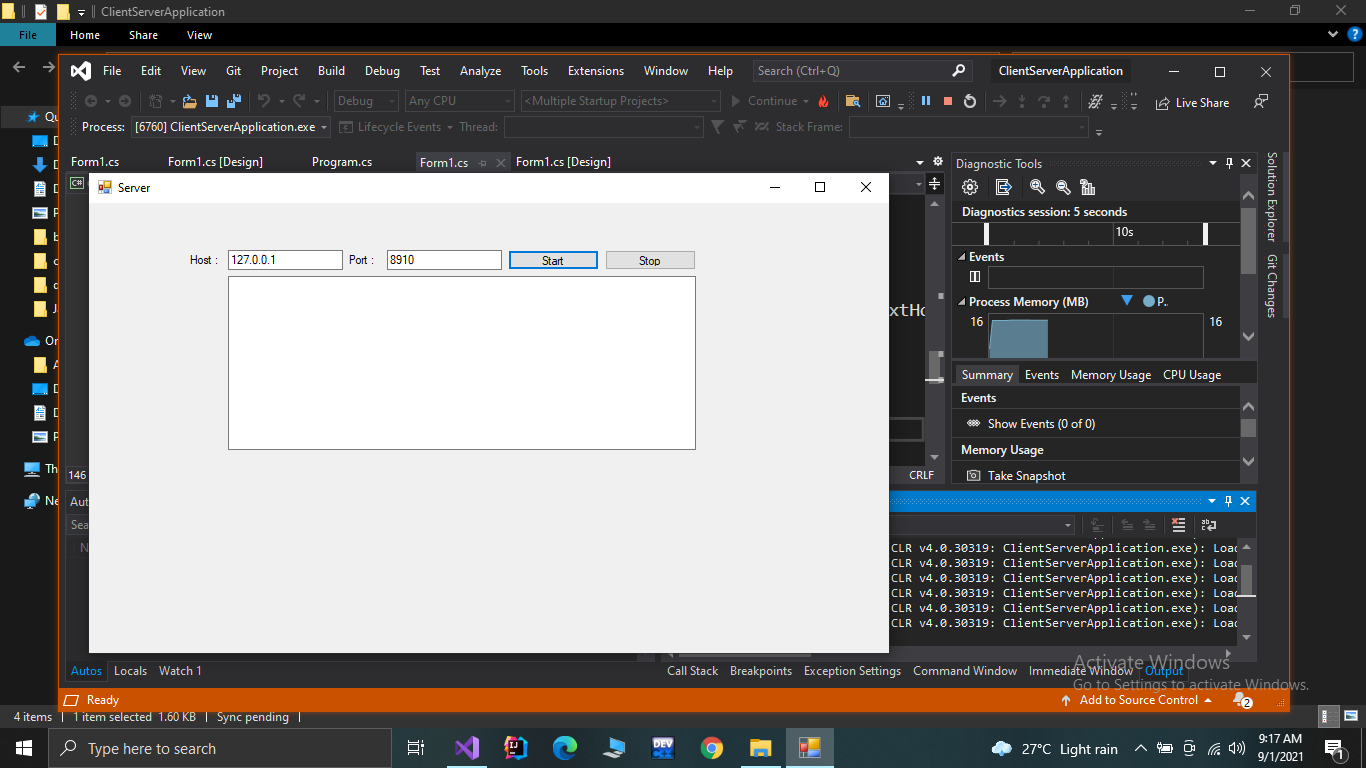 ClientServerApplication
File Home Share View
File Edit View Git Project Build Debug Test Analyze Tools Extensions Window Help Search (Ctrl+Q) ClientServerApplication
Debug Any CPU <Multiple Startup Projects> Continue Live Share
Process: [6760] ClientServerApplication.exe Lifecycle Events Thread: Stack Frame:
Form1.cs Form1.cs [Design] Program.cs Form1.cs Form1.cs [Design]
C#
Server
Host : 127.0.0.1 Port : 8910 Start Stop
146
CRLF
Diagnostic Tools
Diagnostics session: 5 seconds
10s
Events
Process Memory (MB) P..
16 16
Summary Events Memory Usage CPU Usage
Events
Show Events (0 of 0)
Memory Usage
Take Snapshot
Solution Explorer
Git Changes
CLR v4.0.30319: ClientServerApplication.exe): Load
CLR v4.0.30319: ClientServerApplication.exe): Load
CLR v4.0.30319: ClientServerApplication.exe): Load
CLR v4.0.30319: ClientServerApplication.exe): Load
CLR v4.0.30319: ClientServerApplication.exe): Load
CLR v4.0.30319: ClientServerApplication.exe): Load
Autos Locals Watch 1
Call Stack Breakpoints Exception Settings Command Window Immediate Window Output
Activate Windows
Go to Settings to activate Windows.
Ready
Add to Source Control
2
4 items 1 item selected 1.60 KB Sync pending
Type here to search
DEV
27°C Light rain
9:17 AM
9/1/2021
1